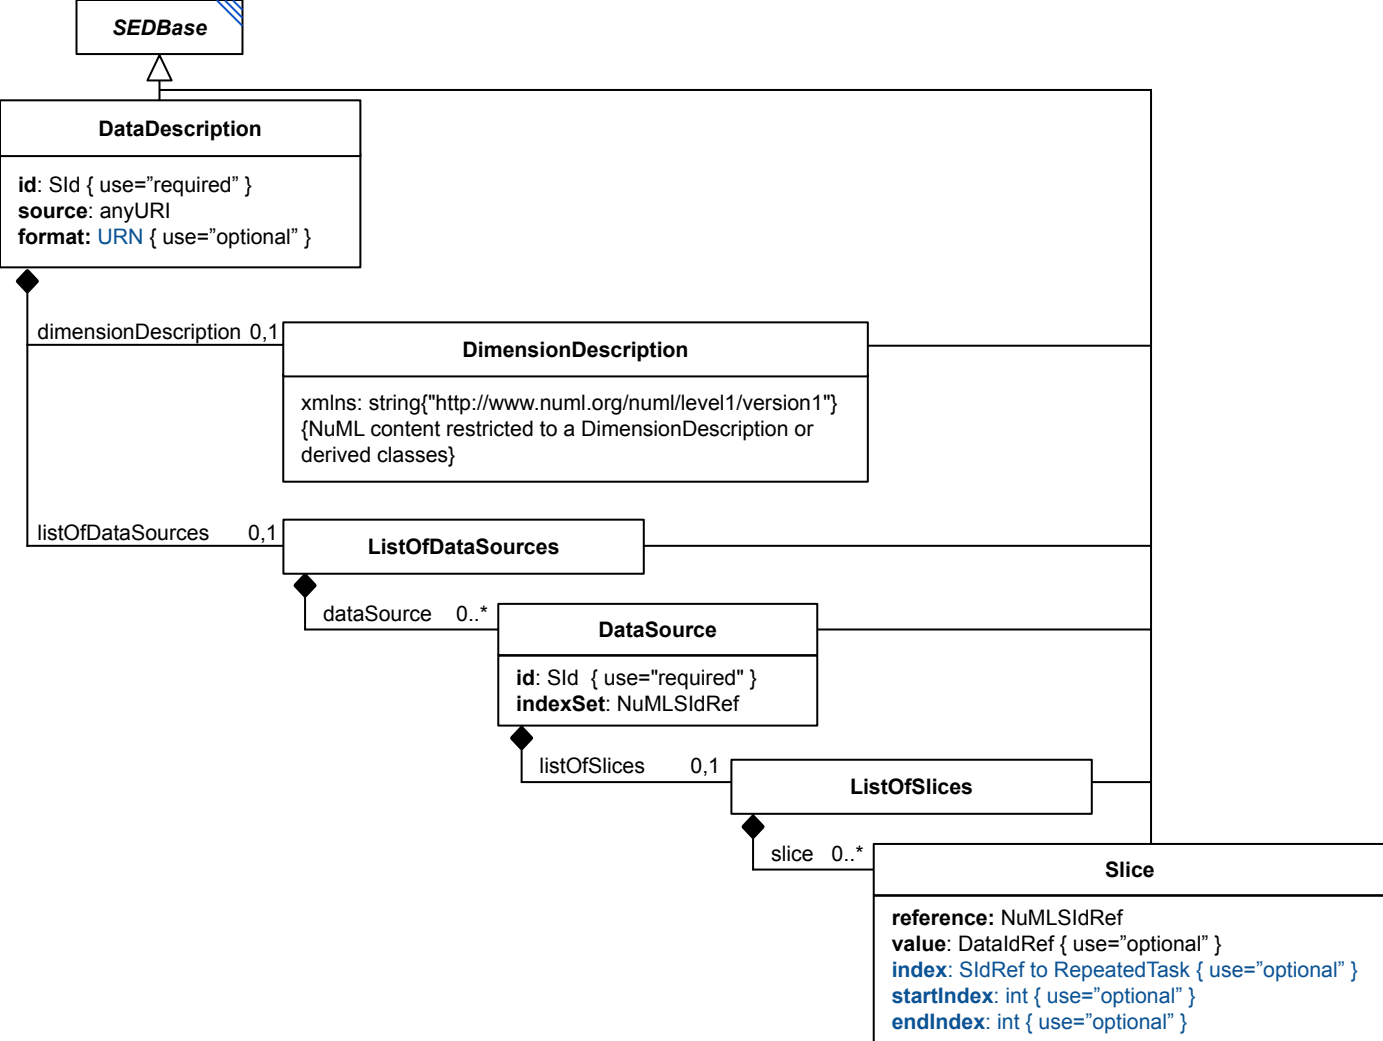 SEDBase
DataDescription
id: SId { use=”required” }
source: anyURI
format: URN { use=”optional” }
dimensionDescription 0,1
DimensionDescription
xmlns: string{"http://www.numl.org/numl/level1/version1"}
{NuML content restricted to a DimensionDescription or
derived classes}
listOfDataSources 0,1
ListOfDataSources
dataSource 0..*
DataSource
id: SId { use="required" }
indexSet: NuMLSIdRef
listOfSlices 0,1
ListOfSlices
slice 0..*
Slice
reference: NuMLSIdRef
value: DataIdRef { use=”optional” }
index: SIdRef to RepeatedTask { use=”optional” }
startIndex: int { use=”optional” }
endIndex: int { use=”optional” }